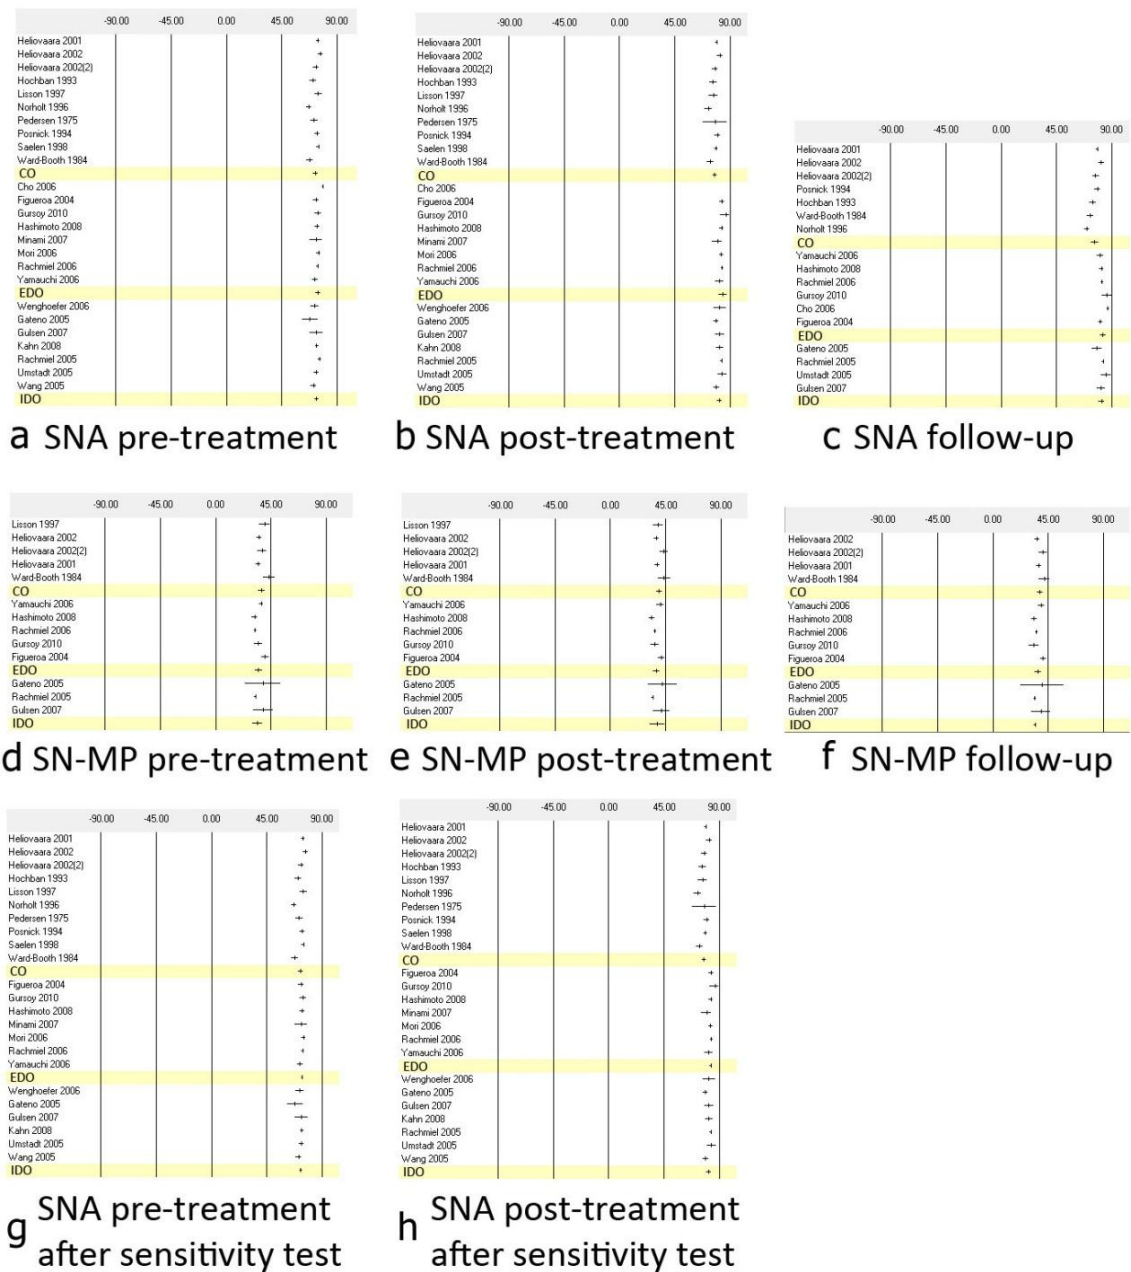 -90.00 -45.00 0.00 45.00 90.00
Heliovaara 2001
Heliovaara 2002
Heliovaara 2002(2)
Hochban 1993
Lisson 1997
Norholt 1996
Pedersen 1975
Posnick 1994
Saelen 1998
Ward-Booth 1984
CO
Cho 2006
Figueroa 2004
Gursoy 2010
Hashimoto 2008
Minami 2007
Mori 2006
Rachmiel 2006
Yamauchi 2006
EDO
Wenghoefer 2006
Gateno 2005
Gulsen 2007
Kahn 2008
Rachmiel 2005
Umstadt 2005
Wang 2005
IDO
a SNA pre-treatment
-90.00 -45.00 0.00 45.00 90.00
Heliovaara 2001
Heliovaara 2002
Heliovaara 2002(2)
Hochban 1993
Lisson 1997
Norholt 1996
Pedersen 1975
Posnick 1994
Saelen 1998
Ward-Booth 1984
CO
Cho 2006
Figueroa 2004
Gursoy 2010
Hashimoto 2008
Minami 2007
Mori 2006
Rachmiel 2006
Yamauchi 2006
EDO
Wenghoefer 2006
Gateno 2005
Gulsen 2007
Kahn 2008
Rachmiel 2005
Umstadt 2005
Wang 2005
IDO
b SNA post-treatment
-90.00 -45.00 0.00 45.00 90.00
Heliovaara 2001
Heliovaara 2002
Heliovaara 2002(2)
Posnick 1994
Hochban 1993
Ward-Booth 1984
Norholt 1996
CO
Yamauchi 2006
Hashimoto 2008
Rachmiel 2006
Gursoy 2010
Cho 2006
Figueroa 2004
EDO
Gateno 2005
Rachmiel 2005
Umstadt 2005
Gulsen 2007
IDO
c SNA follow-up
-90.00 -45.00 0.00 45.00 90.00
Lisson 1997
Heliovaara 2002
Heliovaara 2002(2)
Heliovaara 2001
Ward-Booth 1984
CO
Yamauchi 2006
Hashimoto 2008
Rachmiel 2006
Gursoy 2010
Figueroa 2004
EDO
Gateno 2005
Rachmiel 2005
Gulsen 2007
IDO
d SN-MP pre-treatment
-90.00 -45.00 0.00 45.00 90.00
Lisson 1997
Heliovaara 2002
Heliovaara 2002(2)
Heliovaara 2001
Ward-Booth 1984
CO
Yamauchi 2006
Hashimoto 2008
Rachmiel 2006
Gursoy 2010
Figueroa 2004
EDO
Gateno 2005
Rachmiel 2005
Gulsen 2007
IDO
e SN-MP post-treatment
-90.00 -45.00 0.00 45.00 90.00
Heliovaara 2002
Heliovaara 2002(2)
Heliovaara 2001
Ward-Booth 1984
CO
Yamauchi 2006
Hashimoto 2008
Rachmiel 2006
Gursoy 2010
Figueroa 2004
EDO
Gateno 2005
Rachmiel 2005
Gulsen 2007
IDO
f SN-MP follow-up
-90.00 -45.00 0.00 45.00 90.00
Heliovaara 2001
Heliovaara 2002
Heliovaara 2002(2)
Hochban 1993
Lisson 1997
Norholt 1996
Pedersen 1975
Posnick 1994
Saelen 1998
Ward-Booth 1984
CO
Figueroa 2004
Gursoy 2010
Hashimoto 2008
Minami 2007
Mori 2006
Rachmiel 2006
Yamauchi 2006
EDO
Wenghoefer 2006
Gateno 2005
Gulsen 2007
Kahn 2008
Umstadt 2005
Wang 2005
IDO
g SNA pre-treatment
after sensitivity test
-90.00 -45.00 0.00 45.00 90.00
Heliovaara 2001
Heliovaara 2002
Heliovaara 2002(2)
Hochban 1993
Lisson 1997
Norholt 1996
Pedersen 1975
Posnick 1994
Saelen 1998
Ward-Booth 1984
CO
Figueroa 2004
Gursoy 2010
Hashimoto 2008
Minami 2007
Mori 2006
Rachmiel 2006
Yamauchi 2006
EDO
Wenghoefer 2006
Gateno 2005
Gulsen 2007
Kahn 2008
Rachmiel 2005
Umstadt 2005
Wang 2005
IDO
h SNA post-treatment
after sensitivity test